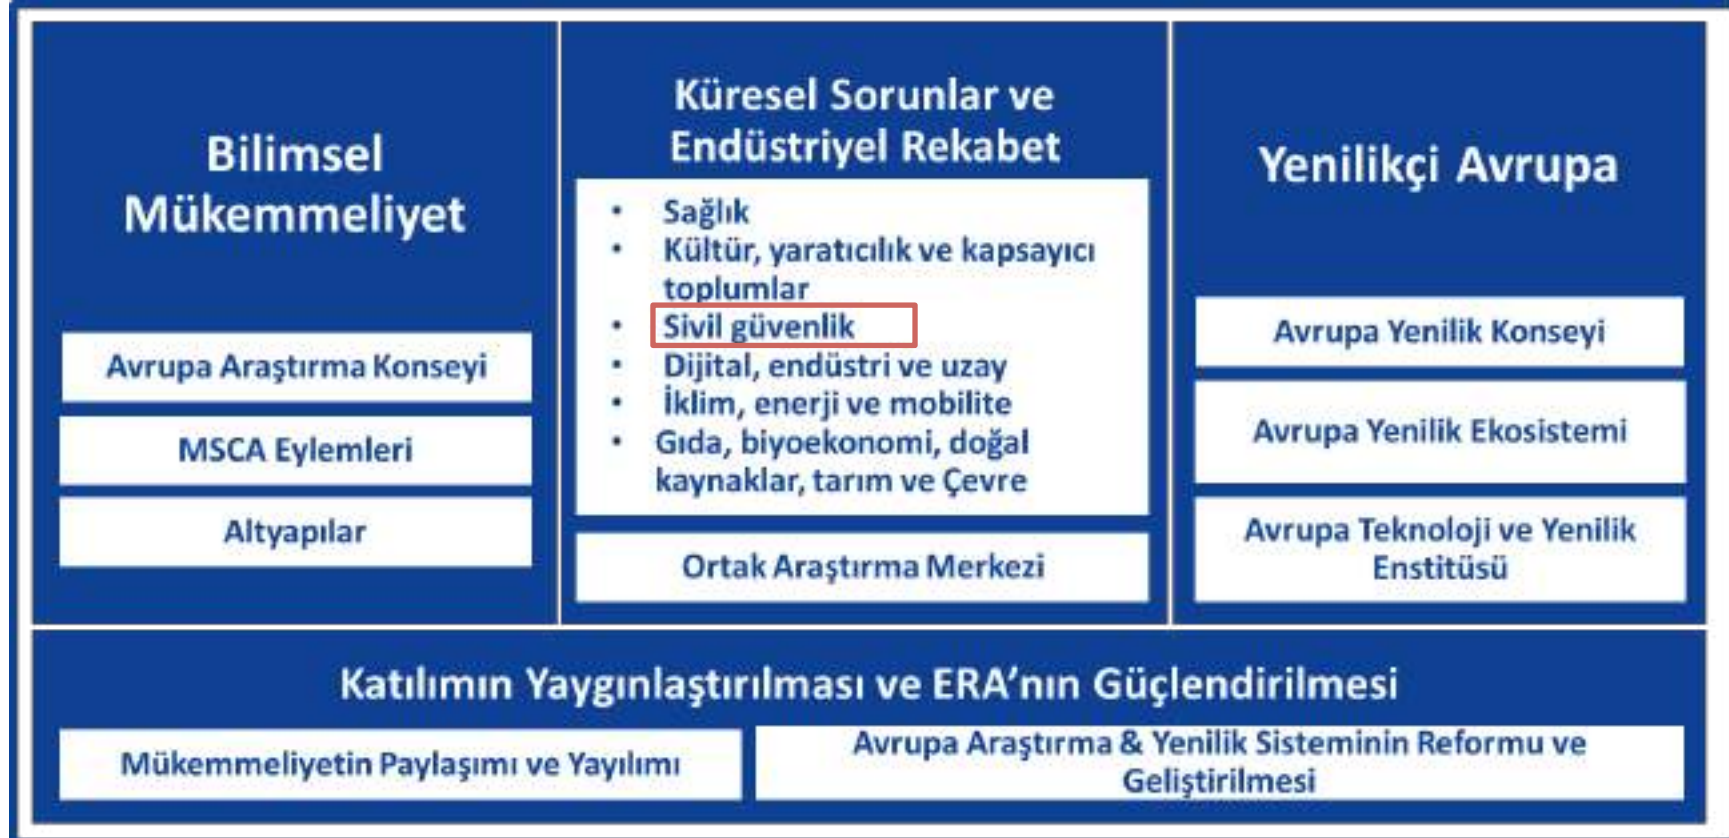 Bilimsel
Mükemmeliyet
Avrupa Araştırma Konseyi
MSCA Eylemleri
Altyapılar
Küresel Sorunlar ve
Endüstriyel Rekabet
• Sağlık
• Kültür, yaratıcılık ve kapsayıcı
toplumlar
• Sivil güvenlik
• Dijital, endüstri ve uzay
• İklim, enerji ve mobilite
• Gıda, biyoekonomi, doğal
kaynaklar, tarım ve Çevre
Ortak Araştırma Merkezi
Yenilikçi Avrupa
Avrupa Yenilik Konseyi
Avrupa Yenilik Ekosistemi
Avrupa Teknoloji ve Yenilik
Enstitüsü
Katılımın Yaygınlaştırılması ve ERA’nın Güçlendirilmesi
Mükemmeliyetin Paylaşımı ve Yayılımı
Avrupa Araştırma & Yenilik Sisteminin Reformu ve
Geliştirilmesi